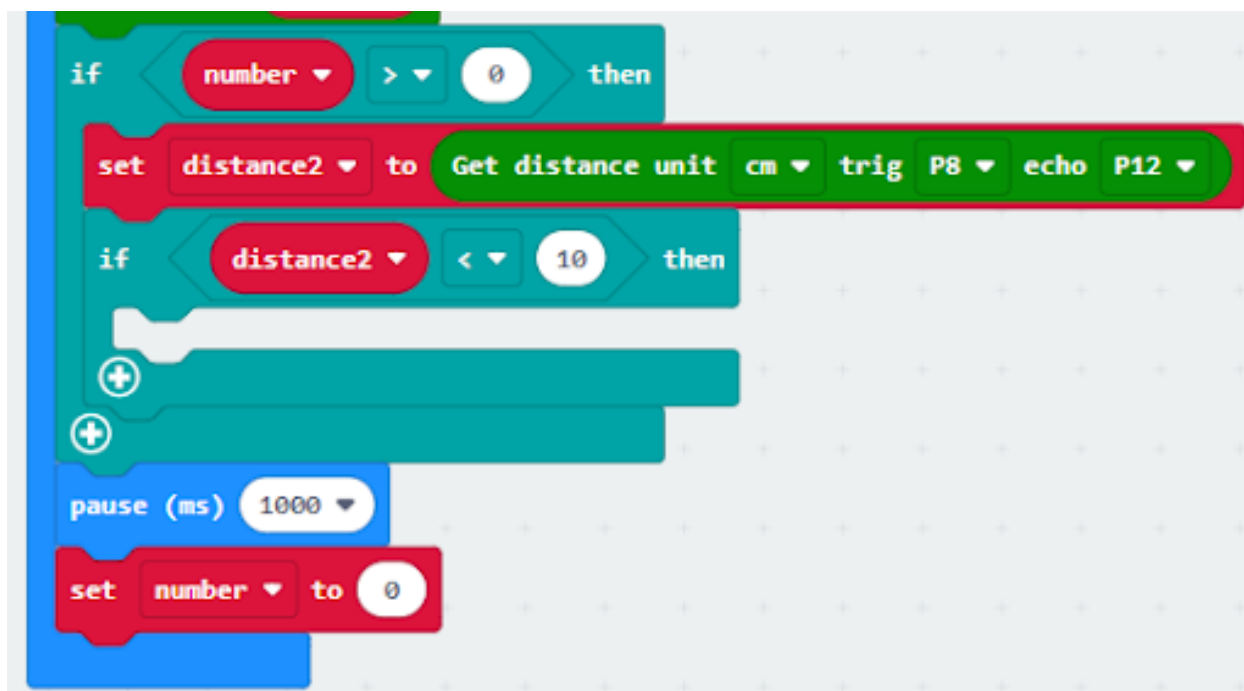 if number > 0 then
set distance2 to Get distance unit cm trig P8 echo P12
if distance2 < 10 then
pause (ms) 1000
set number to 0